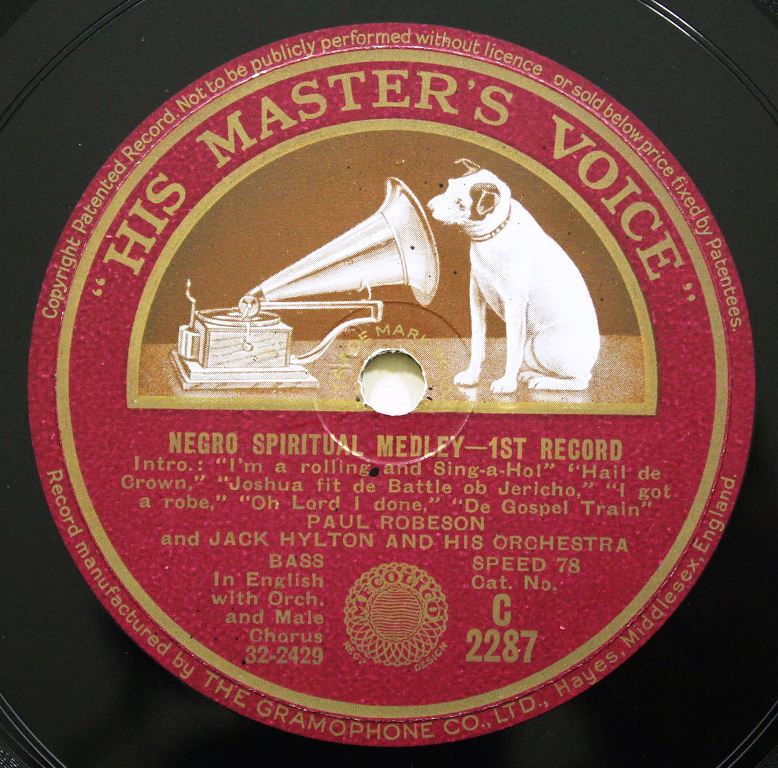 Copyright Patented Record. Not to be publicly performed without licence or sold below price fixed by Patentees.
"HIS MASTER'S VOICE"
NEGRO SPIRITUAL MEDLEY—1ST RECORD
Intro.: "I'm a rolling and Sing-a-Ho!" "Hail de
Crown," "Joshua fit de Battle ob Jericho," "I got
a robe," "Oh Lord I done," "De Gospel Train"
PAUL ROBESON
and JACK HYLTON AND HIS ORCHESTRA
BASS
In English
with Orch.
and Male
Chorus
32-2429
MECOLICO
REGD
DESIGN
SPEED 78
Cat. No.
C
2287
Record manufactured by THE GRAMOPHONE CO., LTD., Hayes, Middlesex, England.